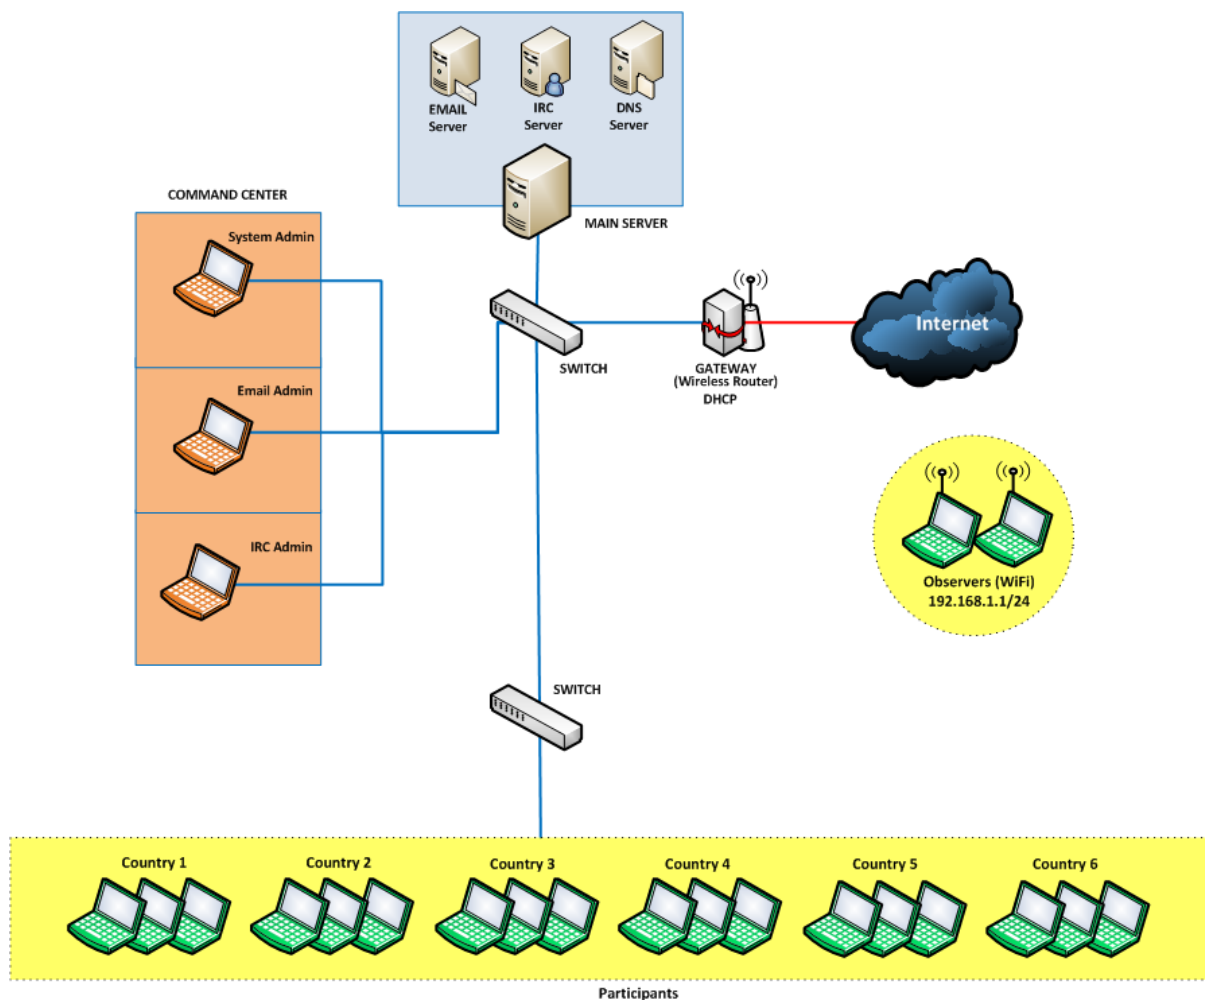 EMAIL
Server
IRC
Server
DNS
Server
MAIN SERVER
COMMAND CENTER
System Admin
Email Admin
IRC Admin
SWITCH
GATEWAY
(Wireless Router)
DHCP
Internet
Observers (WiFi)
192.168.1.1/24
SWITCH
Country 1
Country 2
Country 3
Country 4
Country 5
Country 6
Participants